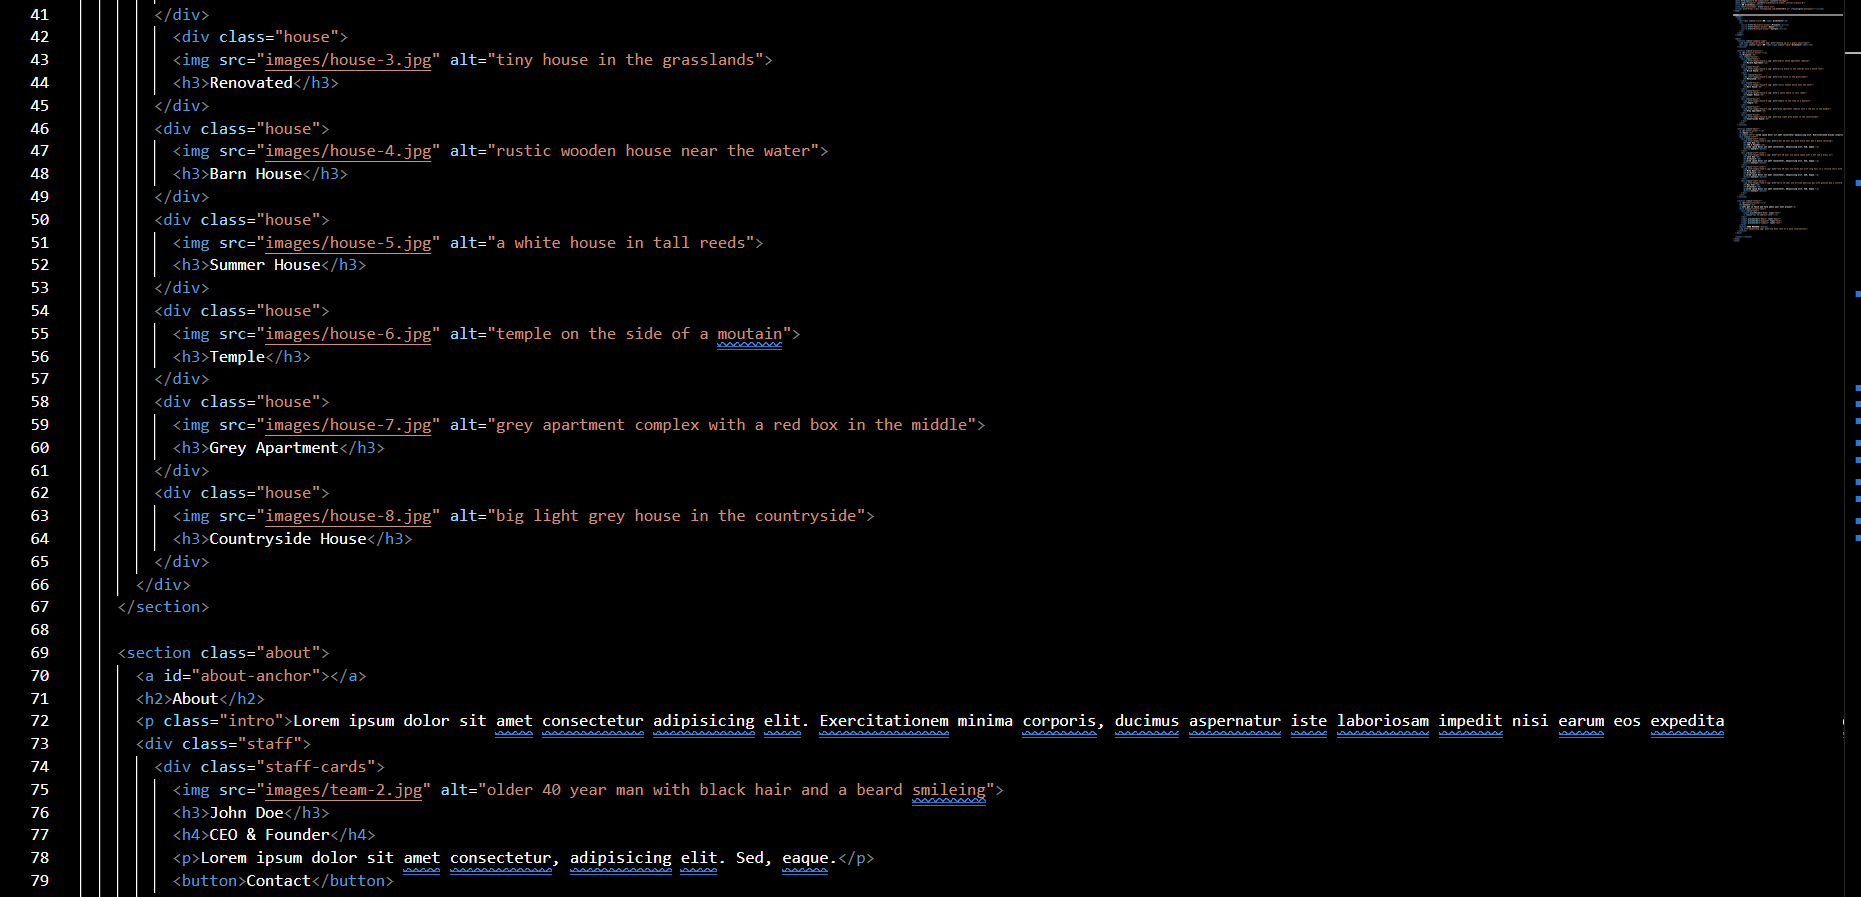 41 </div>
42 <div class="house">
43 <img src="images/house-3.jpg" alt="tiny house in the grasslands">
44 <h3>Renovated</h3>
45 </div>
46 <div class="house">
47 <img src="images/house-4.jpg" alt="rustic wooden house near the water">
48 <h3>Barn House</h3>
49 </div>
50 <div class="house">
51 <img src="images/house-5.jpg" alt="a white house in tall reeds">
52 <h3>Summer House</h3>
53 </div>
54 <div class="house">
55 <img src="images/house-6.jpg" alt="temple on the side of a moutain">
56 <h3>Temple</h3>
57 </div>
58 <div class="house">
59 <img src="images/house-7.jpg" alt="grey apartment complex with a red box in the middle">
60 <h3>Grey Apartment</h3>
61 </div>
62 <div class="house">
63 <img src="images/house-8.jpg" alt="big light grey house in the countryside">
64 <h3>Countryside House</h3>
65 </div>
66 </div>
67 </section>
68
69 <section class="about">
70 <a id="about-anchor"></a>
71 <h2>About</h2>
72 <p class="intro">Lorem ipsum dolor sit amet consectetur adipisicing elit. Exercitationem minima corporis, ducimus aspernatur iste laboriosam impedit nisi earum eos expedita
73 <div class="staff">
74 <div class="staff-cards">
75 <img src="images/team-2.jpg" alt="older 40 year man with black hair and a beard smileing">
76 <h3>John Doe</h3>
77 <h4>CEO & Founder</h4>
78 <p>Lorem ipsum dolor sit amet consectetur, adipisicing elit. Sed, eaque.</p>
79 <button>Contact</button>